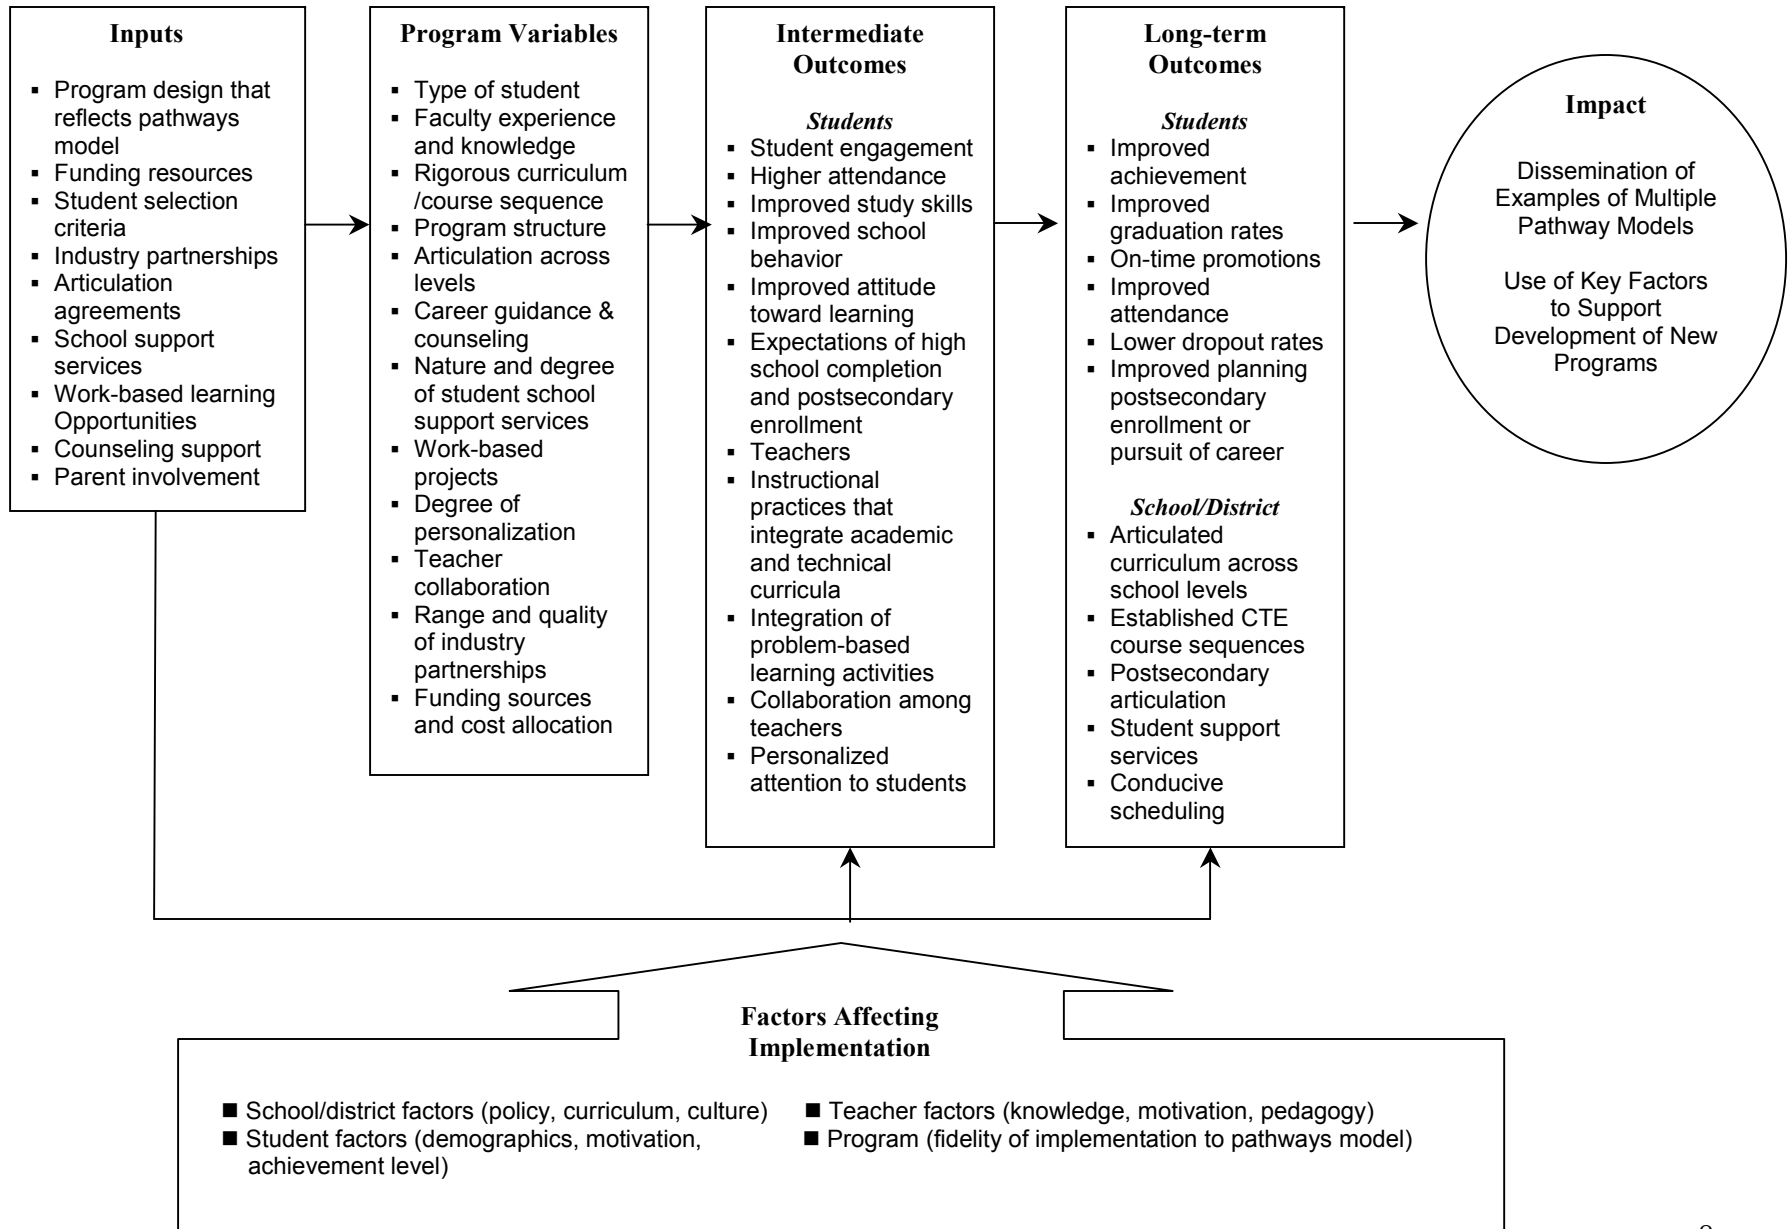 Inputs
▪ Program design that
reflects pathways
model
▪ Funding resources
▪ Student selection
criteria
▪ Industry partnerships
▪ Articulation
agreements
▪ School support
services
▪ Work-based learning
Opportunities
▪ Counseling support
▪ Parent involvement
Program Variables
▪ Type of student
▪ Faculty experience
and knowledge
▪ Rigorous curriculum
/course sequence
▪ Program structure
▪ Articulation across
levels
▪ Career guidance &
counseling
▪ Nature and degree
of student school
support services
▪ Work-based
projects
▪ Degree of
personalization
▪ Teacher
collaboration
▪ Range and quality
of industry
partnerships
▪ Funding sources
and cost allocation
Intermediate
Outcomes
Students
▪ Student engagement
▪ Higher attendance
▪ Improved study skills
▪ Improved school
behavior
▪ Improved attitude
toward learning
▪ Expectations of high
school completion
and postsecondary
enrollment
▪ Teachers
▪ Instructional
practices that
integrate academic
and technical
curricula
▪ Integration of
problem-based
learning activities
▪ Collaboration among
teachers
▪ Personalized
attention to students
Long-term
Outcomes
Students
▪ Improved
achievement
▪ Improved
graduation rates
▪ On-time promotions
▪ Improved
attendance
▪ Lower dropout rates
▪ Improved planning
postsecondary
enrollment or
pursuit of career
School/District
▪ Articulated
curriculum across
school levels
▪ Established CTE
course sequences
▪ Postsecondary
articulation
▪ Student support
services
▪ Conducive
scheduling
Impact
Dissemination of
Examples of Multiple
Pathway Models
Use of Key Factors
to Support
Development of New
Programs
Factors Affecting
Implementation
■ School/district factors (policy, curriculum, culture)
■ Student factors (demographics, motivation,
achievement level)
■ Teacher factors (knowledge, motivation, pedagogy)
■ Program (fidelity of implementation to pathways model)